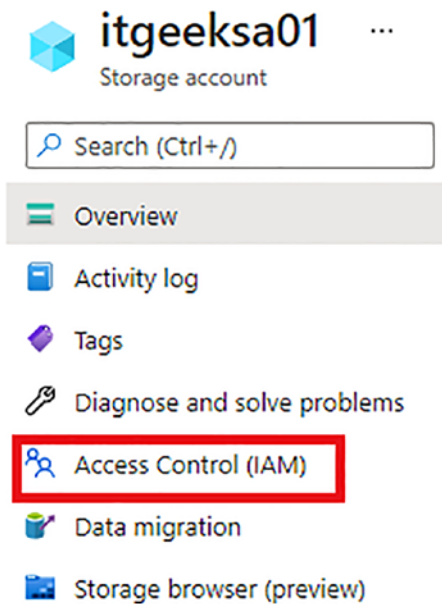 itgeeksa01 ...
Storage account
Search (Ctrl+/)
Overview
Activity log
Tags
Diagnose and solve problems
Access Control (IAM)
Data migration
Storage browser (preview)